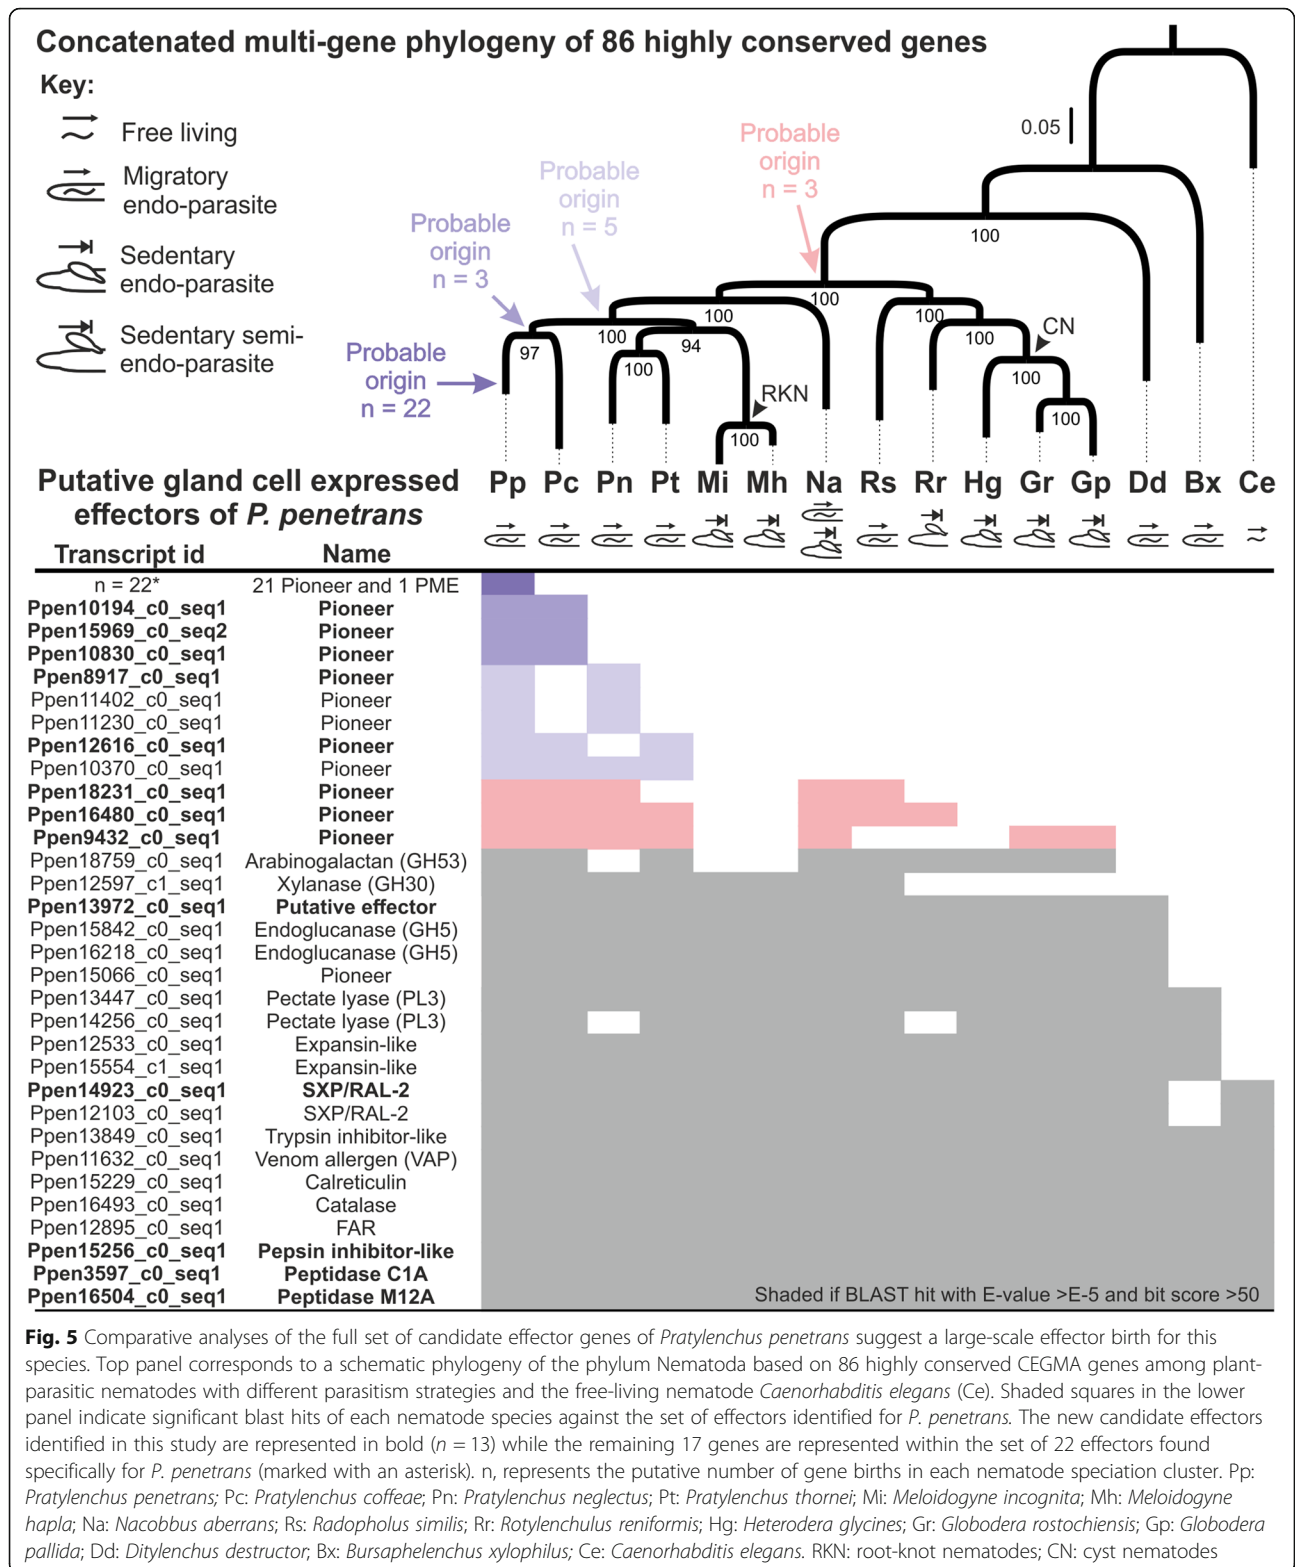 Concatenated multi-gene phylogeny of 86 highly conserved genes
Key:
Free living
Migratory
endo-parasite
Sedentary
endo-parasite
Sedentary semi-
endo-parasite
Probable
origin
n = 22
Probable
origin
n = 3
Probable
origin
n = 5
Probable
origin
n = 3
0.05
100
100
100
100
100
100
94
97
100
100
100
100
CN
RKN
Putative gland cell expressed
effectors of P. penetrans
Pp Pc Pn Pt Mi Mh Na Rs Rr Hg Gr Gp Dd Bx Ce
Transcript id Name
n = 22* 21 Pioneer and 1 PME
Ppen10194_c0_seq1 Pioneer
Ppen15969_c0_seq2 Pioneer
Ppen10830_c0_seq1 Pioneer
Ppen8917_c0_seq1 Pioneer
Ppen11402_c0_seq1 Pioneer
Ppen11230_c0_seq1 Pioneer
Ppen12616_c0_seq1 Pioneer
Ppen10370_c0_seq1 Pioneer
Ppen18231_c0_seq1 Pioneer
Ppen16480_c0_seq1 Pioneer
Ppen9432_c0_seq1 Pioneer
Ppen18759_c0_seq1 Arabinogalactan (GH53)
Ppen12597_c1_seq1 Xylanase (GH30)
Ppen13972_c0_seq1 Putative effector
Ppen15842_c0_seq1 Endoglucanase (GH5)
Ppen16218_c0_seq1 Endoglucanase (GH5)
Ppen15066_c0_seq1 Pioneer
Ppen13447_c0_seq1 Pectate lyase (PL3)
Ppen14256_c0_seq1 Pectate lyase (PL3)
Ppen12533_c0_seq1 Expansin-like
Ppen15554_c1_seq1 Expansin-like
Ppen14923_c0_seq1 SXP/RAL-2
Ppen12103_c0_seq1 SXP/RAL-2
Ppen13849_c0_seq1 Trypsin inhibitor-like
Ppen11632_c0_seq1 Venom allergen (VAP)
Ppen15229_c0_seq1 Calreticulin
Ppen16493_c0_seq1 Catalase
Ppen12895_c0_seq1 FAR
Ppen15256_c0_seq1 Pepsin inhibitor-like
Ppen3597_c0_seq1 Peptidase C1A
Ppen16504_c0_seq1 Peptidase M12A
Shaded if BLAST hit with E-value >E-5 and bit score >50
Fig. 5 Comparative analyses of the full set of candidate effector genes of Pratylenchus penetrans suggest a large-scale effector birth for this
species. Top panel corresponds to a schematic phylogeny of the phylum Nematoda based on 86 highly conserved CEGMA genes among plant-
parasitic nematodes with different parasitism strategies and the free-living nematode Caenorhabditis elegans (Ce). Shaded squares in the lower
panel indicate significant blast hits of each nematode species against the set of effectors identified for P. penetrans. The new candidate effectors
identified in this study are represented in bold (n = 13) while the remaining 17 genes are represented within the set of 22 effectors found
specifically for P. penetrans (marked with an asterisk). n, represents the putative number of gene births in each nematode speciation cluster. Pp:
Pratylenchus penetrans; Pc: Pratylenchus coffeae; Pn: Pratylenchus neglectus; Pt: Pratylenchus thornei; Mi: Meloidogyne incognita; Mh: Meloidogyne
hapla; Na: Nacobbus aberrans; Rs: Radopholus similis; Rr: Rotylenchulus reniformis; Hg: Heterodera glycines; Gr: Globodera rostochiensis; Gp: Globodera
pallida; Dd: Ditylenchus destructor; Bx: Bursaphelenchus xylophilus; Ce: Caenorhabditis elegans. RKN: root-knot nematodes; CN: cyst nematodes